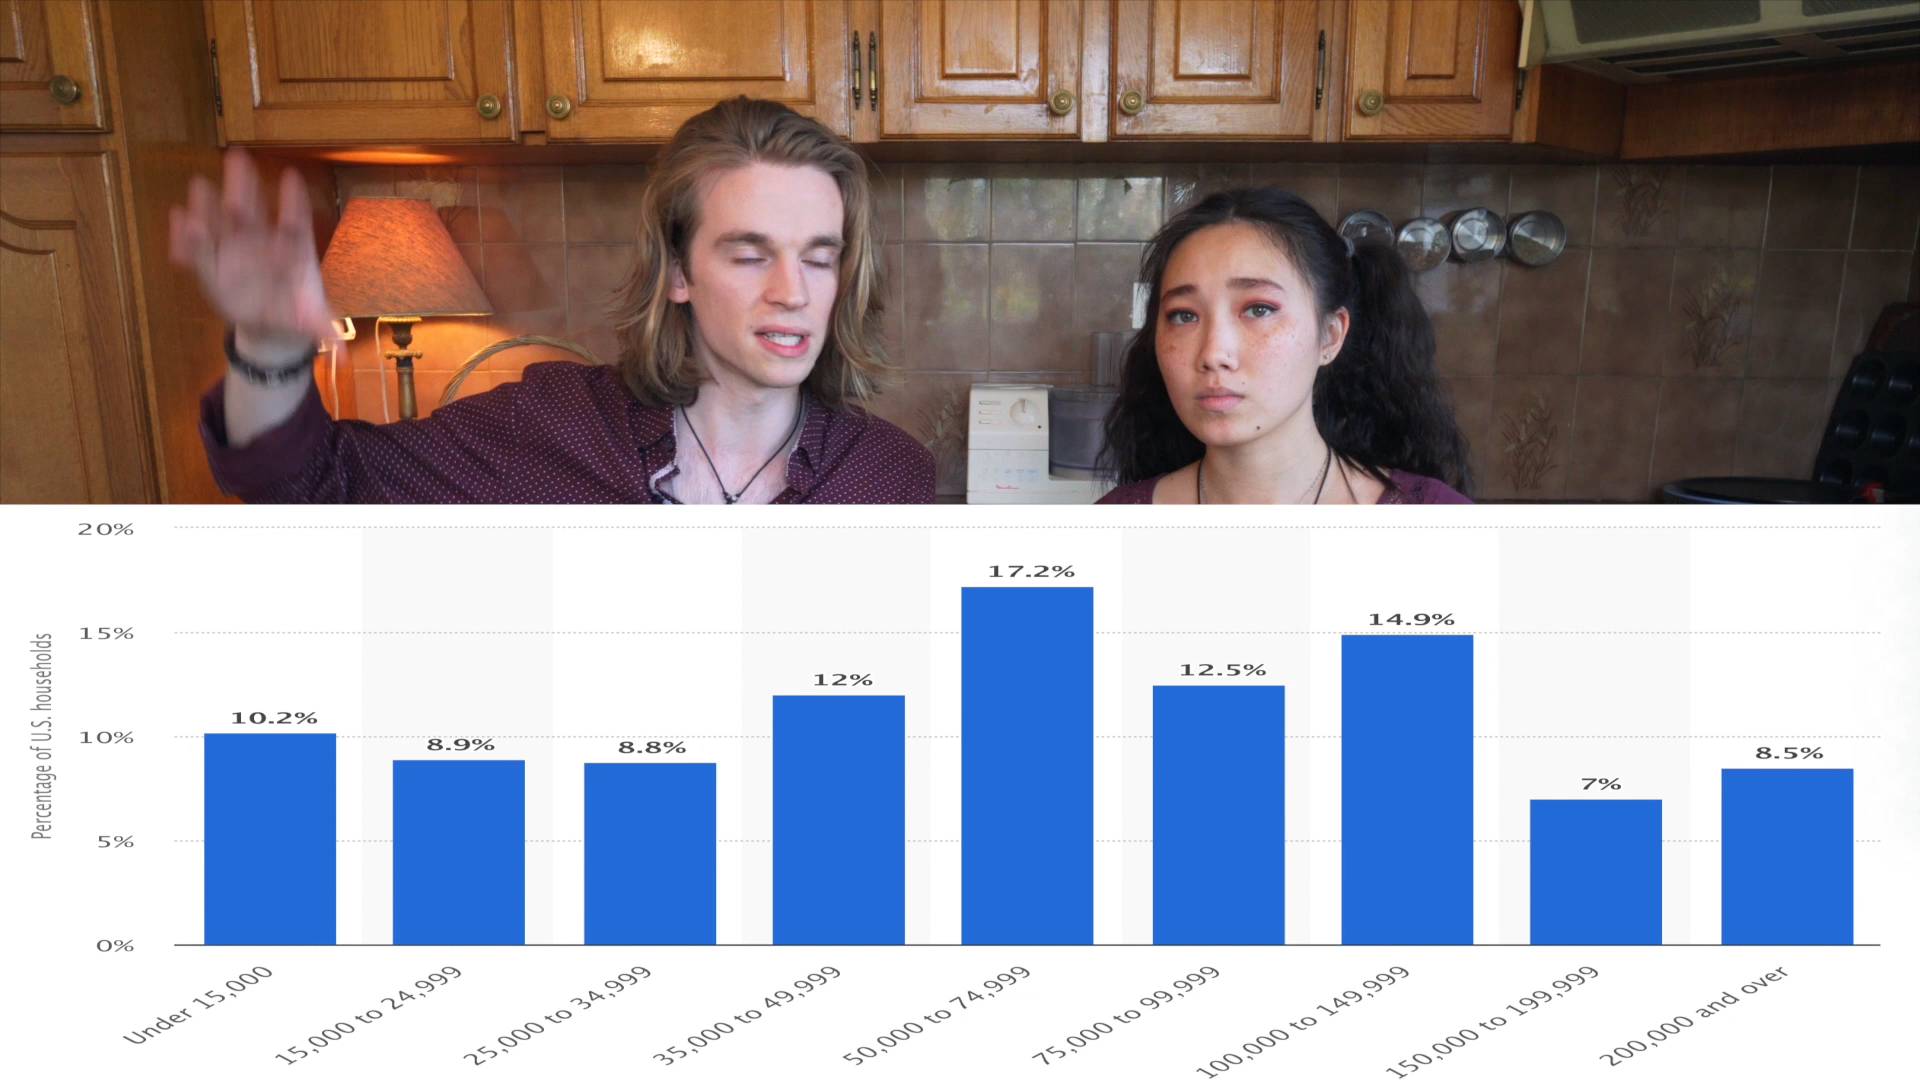 20%
15%
10%
5%
0%
Percentage of U.S. households
10.2%
8.9%
8.8%
12%
17.2%
12.5%
14.9%
7%
8.5%
Under 15,000
15,000 to 24,999
25,000 to 34,999
35,000 to 49,999
50,000 to 74,999
75,000 to 99,999
100,000 to 149,999
150,000 to 199,999
200,000 and over